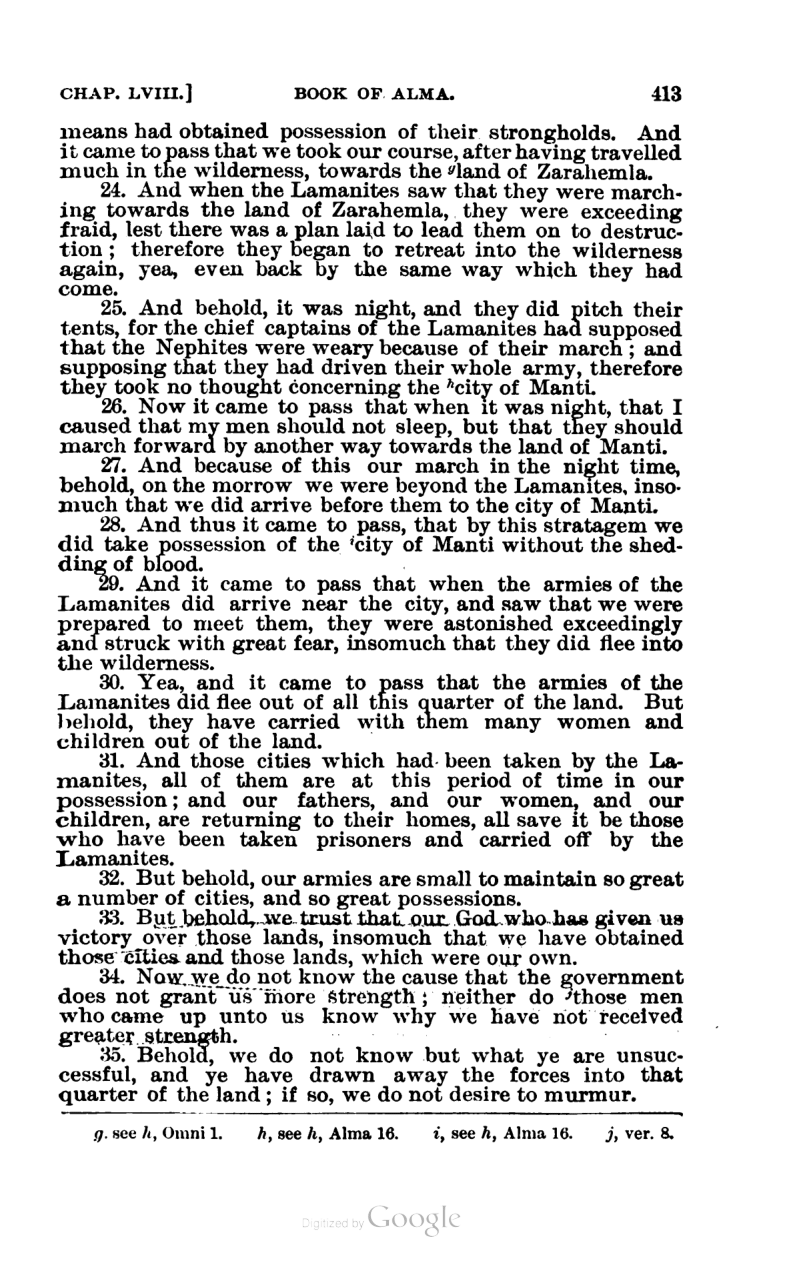 CHAP. LVIII.] BOOK OF ALMA. 413
means had obtained possession of their strongholds. And
it came to pass that we took our course, after having travelled
much in the wilderness, towards the ᵍland of Zarahemla.
24. And when the Lamanites saw that they were march-
ing towards the land of Zarahemla, they were exceeding
fraid, lest there was a plan laid to lead them on to destruc-
tion; therefore they began to retreat into the wilderness
again, yea, even back by the same way which they had
come.
25. And behold, it was night, and they did pitch their
tents, for the chief captains of the Lamanites had supposed
that the Nephites were weary because of their march; and
supposing that they had driven their whole army, therefore
they took no thought concerning the ʰcity of Manti.
26. Now it came to pass that when it was night, that I
caused that my men should not sleep, but that they should
march forward by another way towards the land of Manti.
27. And because of this our march in the night time,
behold, on the morrow we were beyond the Lamanites, inso-
much that we did arrive before them to the city of Manti.
28. And thus it came to pass, that by this stratagem we
did take possession of the ⁱcity of Manti without the shed-
ding of blood.
29. And it came to pass that when the armies of the
Lamanites did arrive near the city, and saw that we were
prepared to meet them, they were astonished exceedingly
and struck with great fear, insomuch that they did flee into
the wilderness.
30. Yea, and it came to pass that the armies of the
Lamanites did flee out of all this quarter of the land. But
behold, they have carried with them many women and
children out of the land.
31. And those cities which had been taken by the La-
manites, all of them are at this period of time in our
possession; and our fathers, and our women, and our
children, are returning to their homes, all save it be those
who have been taken prisoners and carried off by the
Lamanites.
32. But behold, our armies are small to maintain so great
a number of cities, and so great possessions.
33. But behold, we trust that our God who has given us
victory over those lands, insomuch that we have obtained
those cities and those lands, which were our own.
34. Now we do not know the cause that the government
does not grant us more strength; neither do ʲthose men
who came up unto us know why we have not received
greater strength.
35. Behold, we do not know but what ye are unsuc-
cessful, and ye have drawn away the forces into that
quarter of the land; if so, we do not desire to murmur.
g. see h, Omni 1. h, see h, Alma 16. i, see h, Alma 16. j, ver. 8.
Digitized by Google